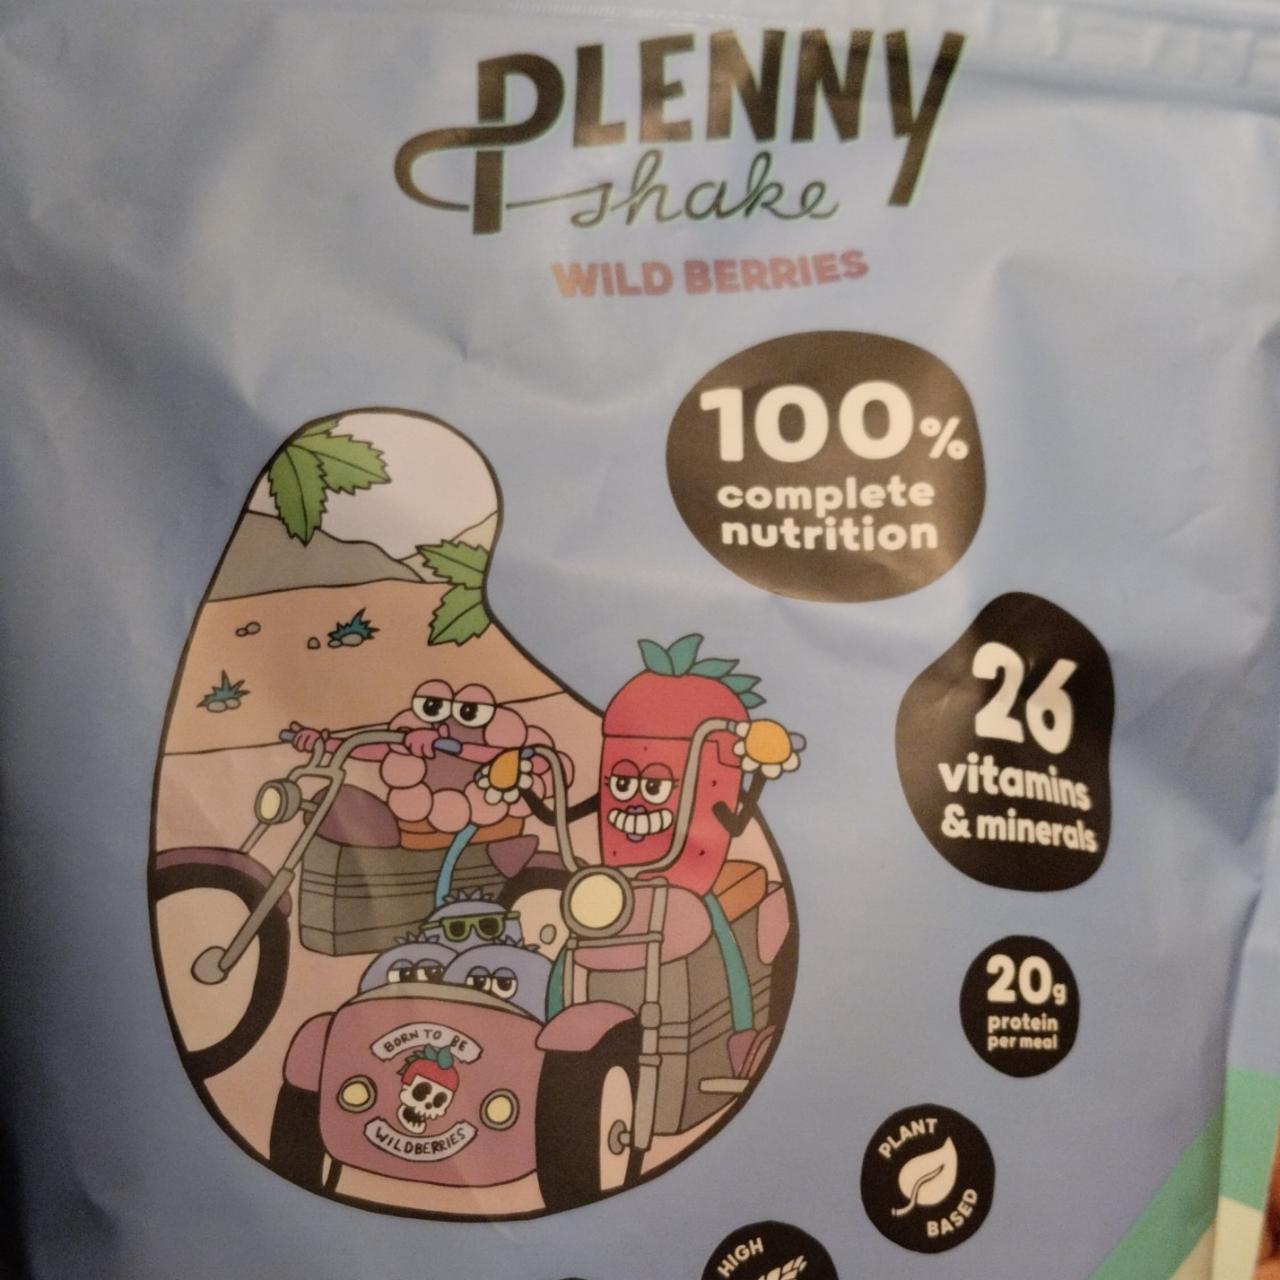 PLENNY
shake
WILD BERRIES
100%
complete
nutrition
26
vitamins
& minerals
20g
protein
per meal
BORN TO BE
WILDBERRIES
PLANT
BASED
HIGH